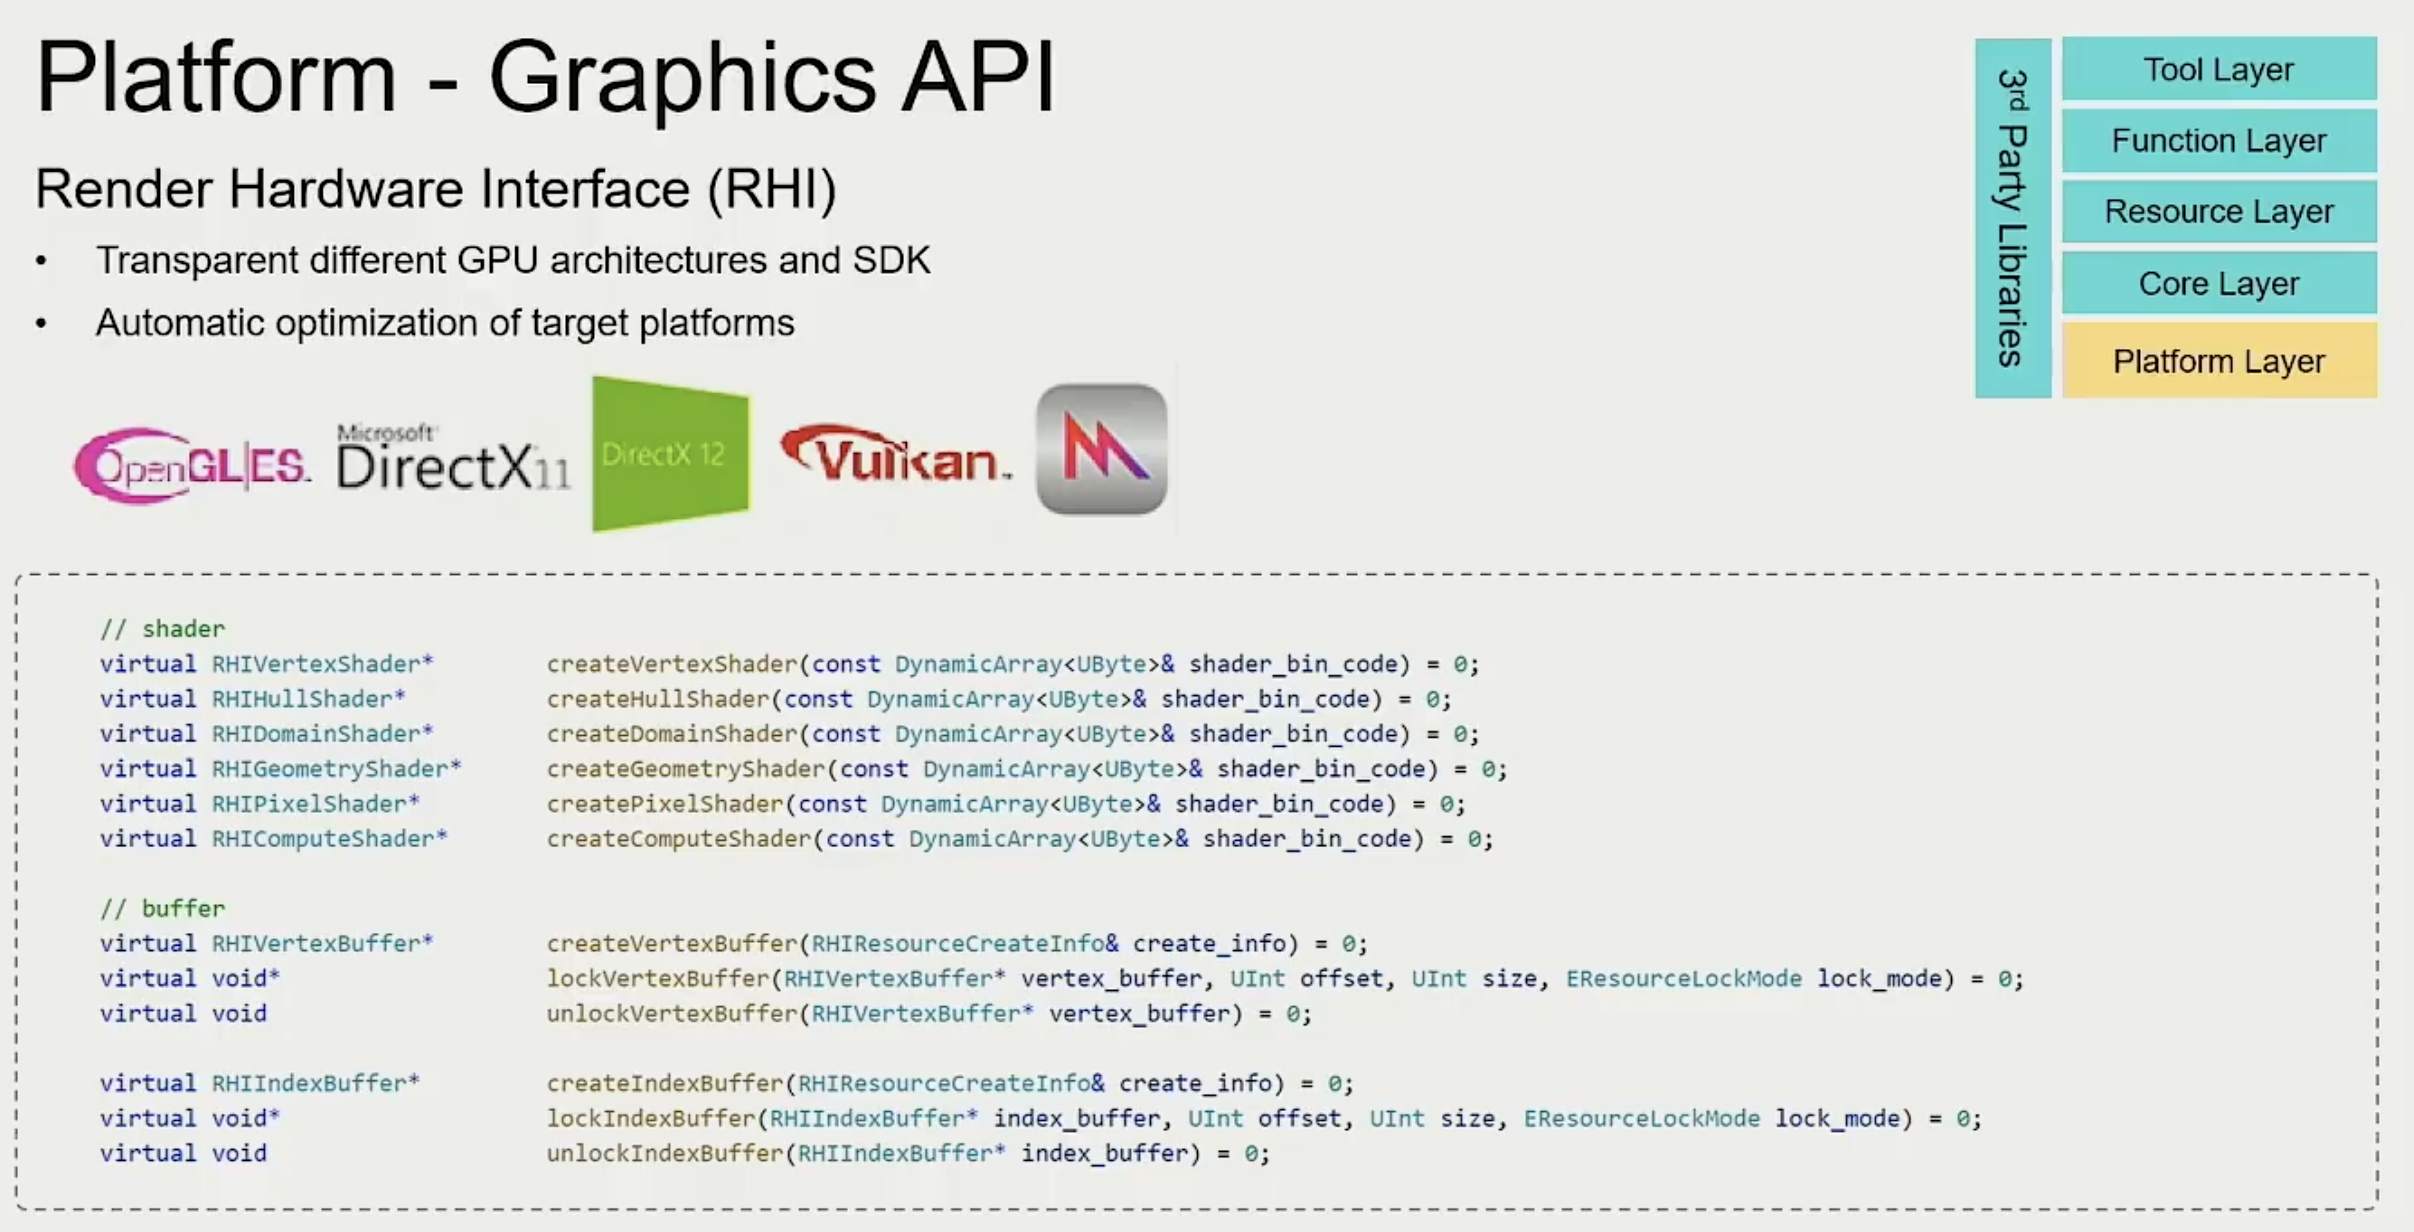 Platform - Graphics API
Render Hardware Interface (RHI)
• Transparent different GPU architectures and SDK
• Automatic optimization of target platforms
OpenGL|ES™
Microsoft®
DirectX 11
DirectX 12
Vulkan™
3rd Party Libraries
Tool Layer
Function Layer
Resource Layer
Core Layer
Platform Layer
// shader
virtual RHIVertexShader* createVertexShader(const DynamicArray<UByte>& shader_bin_code) = 0;
virtual RHIHullShader* createHullShader(const DynamicArray<UByte>& shader_bin_code) = 0;
virtual RHIDomainShader* createDomainShader(const DynamicArray<UByte>& shader_bin_code) = 0;
virtual RHIGeometryShader* createGeometryShader(const DynamicArray<UByte>& shader_bin_code) = 0;
virtual RHIPixelShader* createPixelShader(const DynamicArray<UByte>& shader_bin_code) = 0;
virtual RHIComputeShader* createComputeShader(const DynamicArray<UByte>& shader_bin_code) = 0;
// buffer
virtual RHIVertexBuffer* createVertexBuffer(RHIResourceCreateInfo& create_info) = 0;
virtual void* lockVertexBuffer(RHIVertexBuffer* vertex_buffer, UInt offset, UInt size, EResourceLockMode lock_mode) = 0;
virtual void unlockVertexBuffer(RHIVertexBuffer* vertex_buffer) = 0;
virtual RHIIndexBuffer* createIndexBuffer(RHIResourceCreateInfo& create_info) = 0;
virtual void* lockIndexBuffer(RHIIndexBuffer* index_buffer, UInt offset, UInt size, EResourceLockMode lock_mode) = 0;
virtual void unlockIndexBuffer(RHIIndexBuffer* index_buffer) = 0;